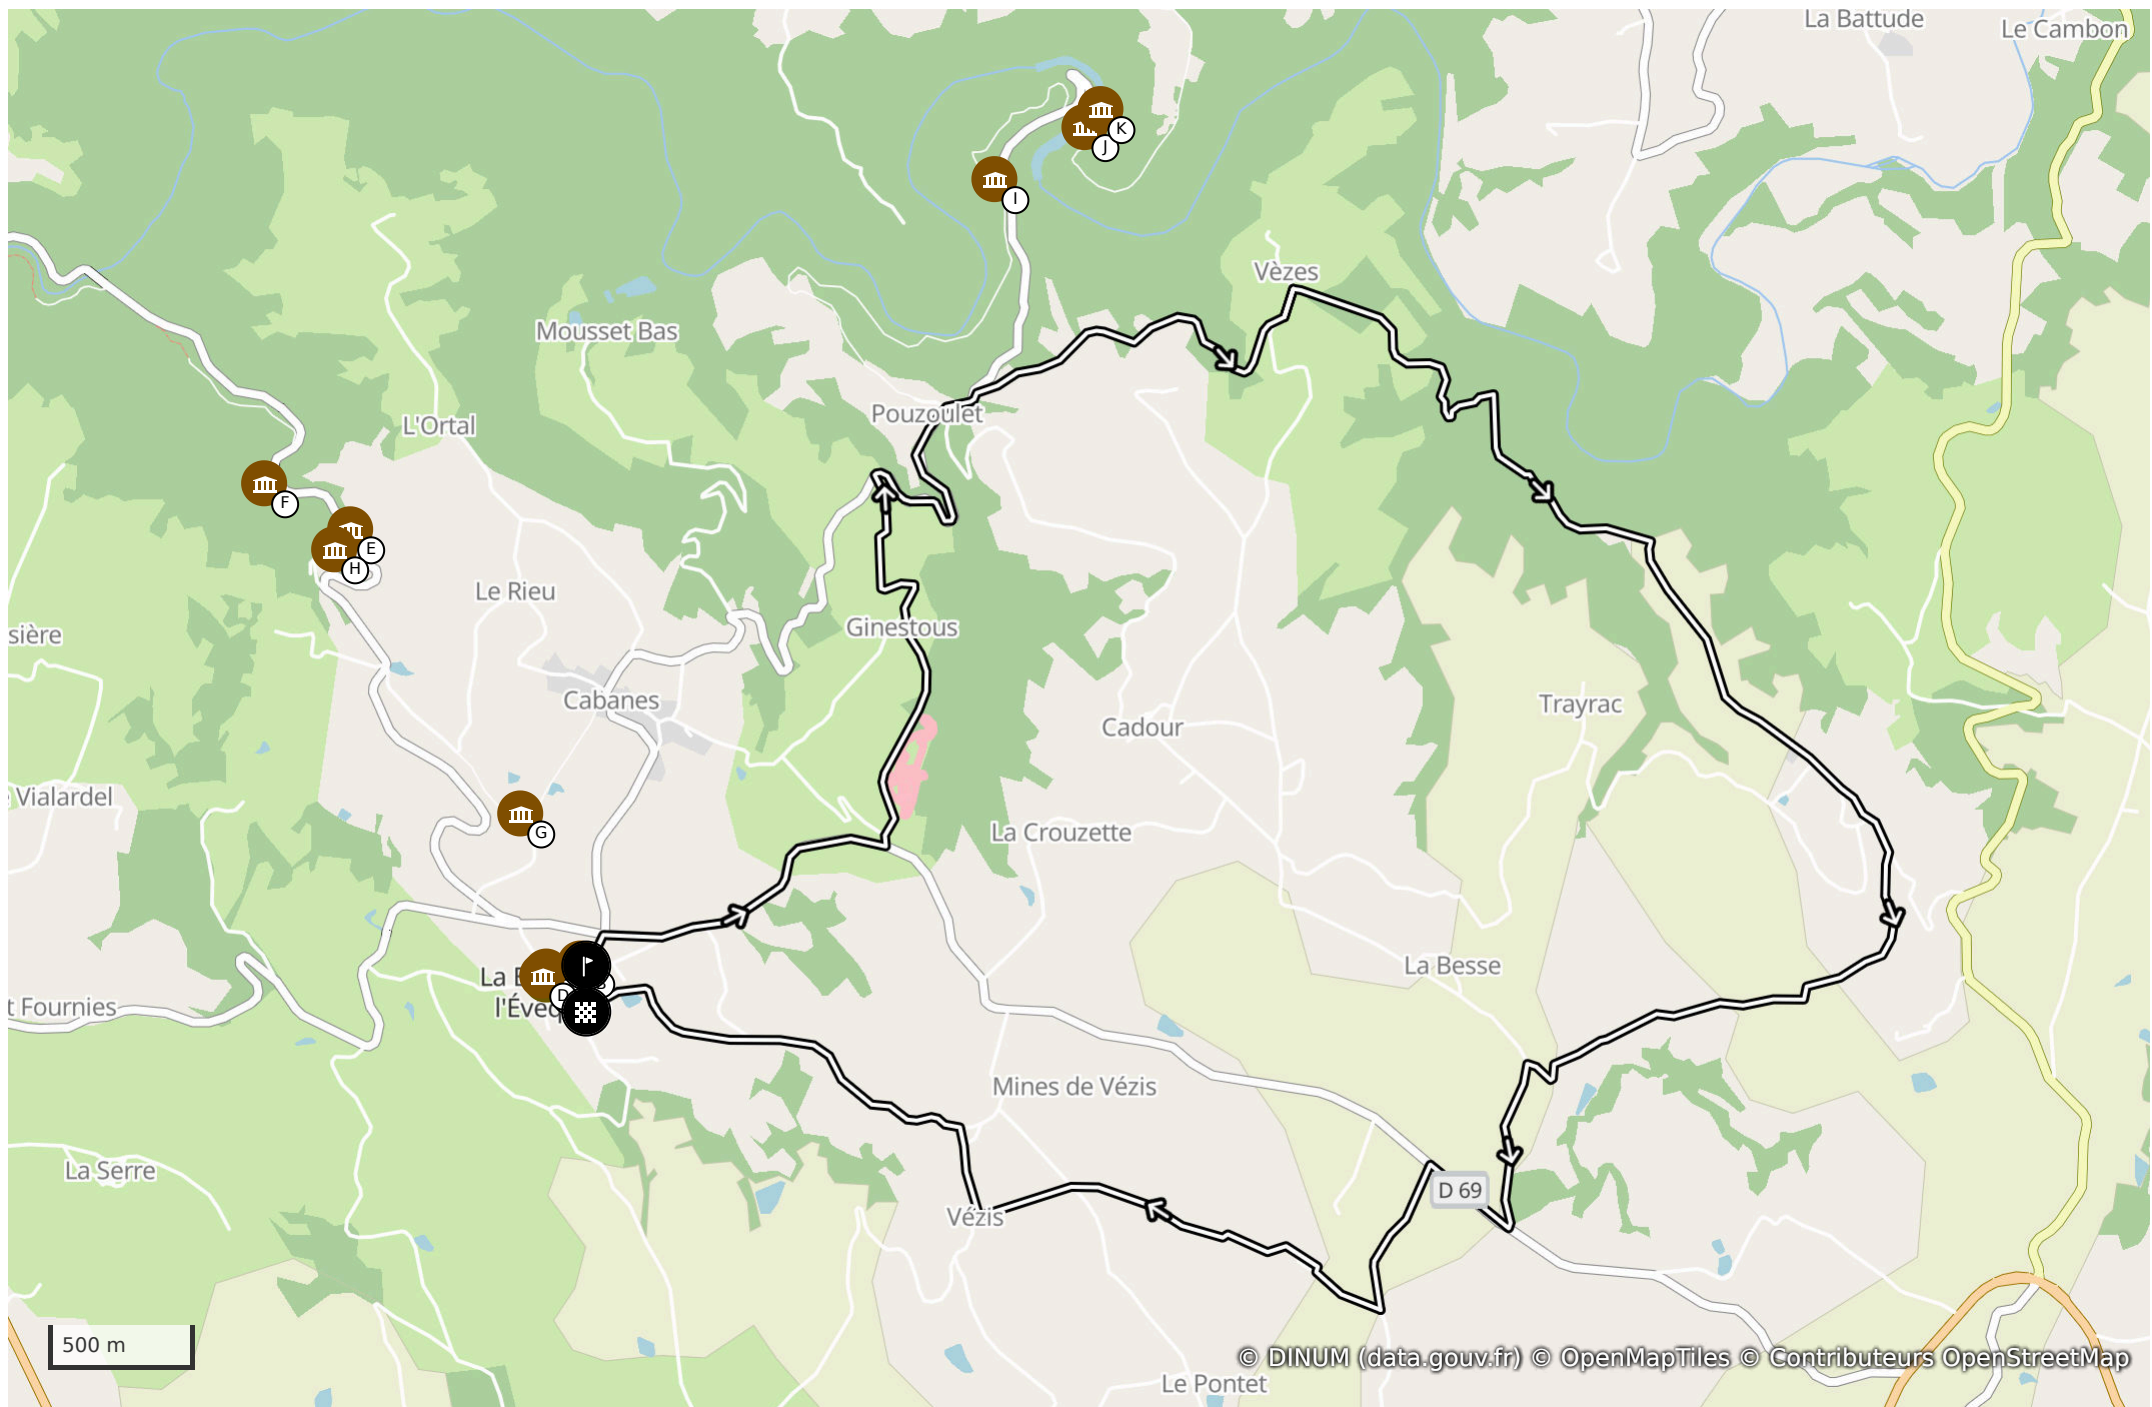 La Battude
Le Cambon
K
J
I
Vèzes
Mousset Bas
Pouzoulet
L'Ortal
F
E
H
Le Rieu
Ginestous
sière
Cabanes
Trayrac
Cadour
Vialardel
G
La Crouzette
La Besse
La
D
t Fournies
l'Évêq
Mines de Vézis
La Serre
D 69
Vézis
500 m
© DINUM (data.gouv.fr) © OpenMapTiles © Contributeurs OpenStreetMap
Le Pontet